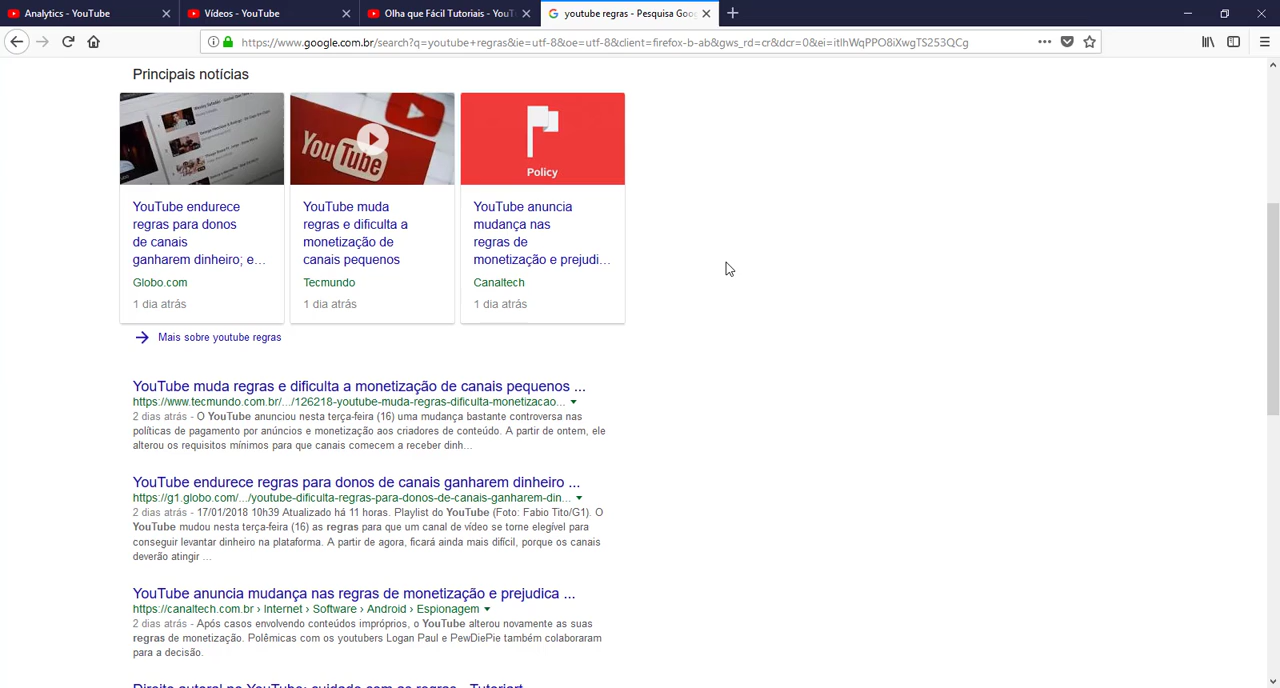 Analytics - YouTube
Vídeos - YouTube
Olha que Fácil Tutoriais - YouT
youtube regras - Pesquisa Goog
https://www.google.com.br/search?q=youtube+regras&ie=utf-8&oe=utf-8&client=firefox-b-ab&gws_rd=cr&dcr=0&ei=itlhWqPPO8iXwgTS253QCg
Principais notícias
YouTube
Policy
YouTube endurece
regras para donos
de canais
ganharem dinheiro; e...
Globo.com
1 dia atrás
YouTube muda
regras e dificulta a
monetização de
canais pequenos
Tecmundo
1 dia atrás
YouTube anuncia
mudança nas
regras de
monetização e prejudi...
Canaltech
1 dia atrás
Mais sobre youtube regras
YouTube muda regras e dificulta a monetização de canais pequenos ...
https://www.tecmundo.com.br/.../126218-youtube-muda-regras-dificulta-monetizacao...
2 dias atrás - O YouTube anunciou nesta terça-feira (16) uma mudança bastante controversa nas
políticas de pagamento por anúncios e monetização aos criadores de conteúdo. A partir de ontem, ele
alterou os requisitos mínimos para que canais comecem a receber dinh...
YouTube endurece regras para donos de canais ganharem dinheiro ...
https://g1.globo.com/.../youtube-dificulta-regras-para-donos-de-canais-ganharem-din...
2 dias atrás - 17/01/2018 10h39 Atualizado há 11 horas. Playlist do YouTube (Foto: Fabio Tito/G1). O
YouTube mudou nesta terça-feira (16) as regras para que um canal de vídeo se torne elegível para
conseguir levantar dinheiro na plataforma. A partir de agora, ficará ainda mais difícil, porque os canais
deverão atingir ...
YouTube anuncia mudança nas regras de monetização e prejudica ...
https://canaltech.com.br › Internet › Software › Android › Espionagem
2 dias atrás - Após casos envolvendo conteúdos impróprios, o YouTube alterou novamente as suas
regras de monetização. Polêmicas com os youtubers Logan Paul e PewDiePie também colaboraram
para a decisão.
Direito autoral no YouTube: cuidado com as regras - Tutoriart